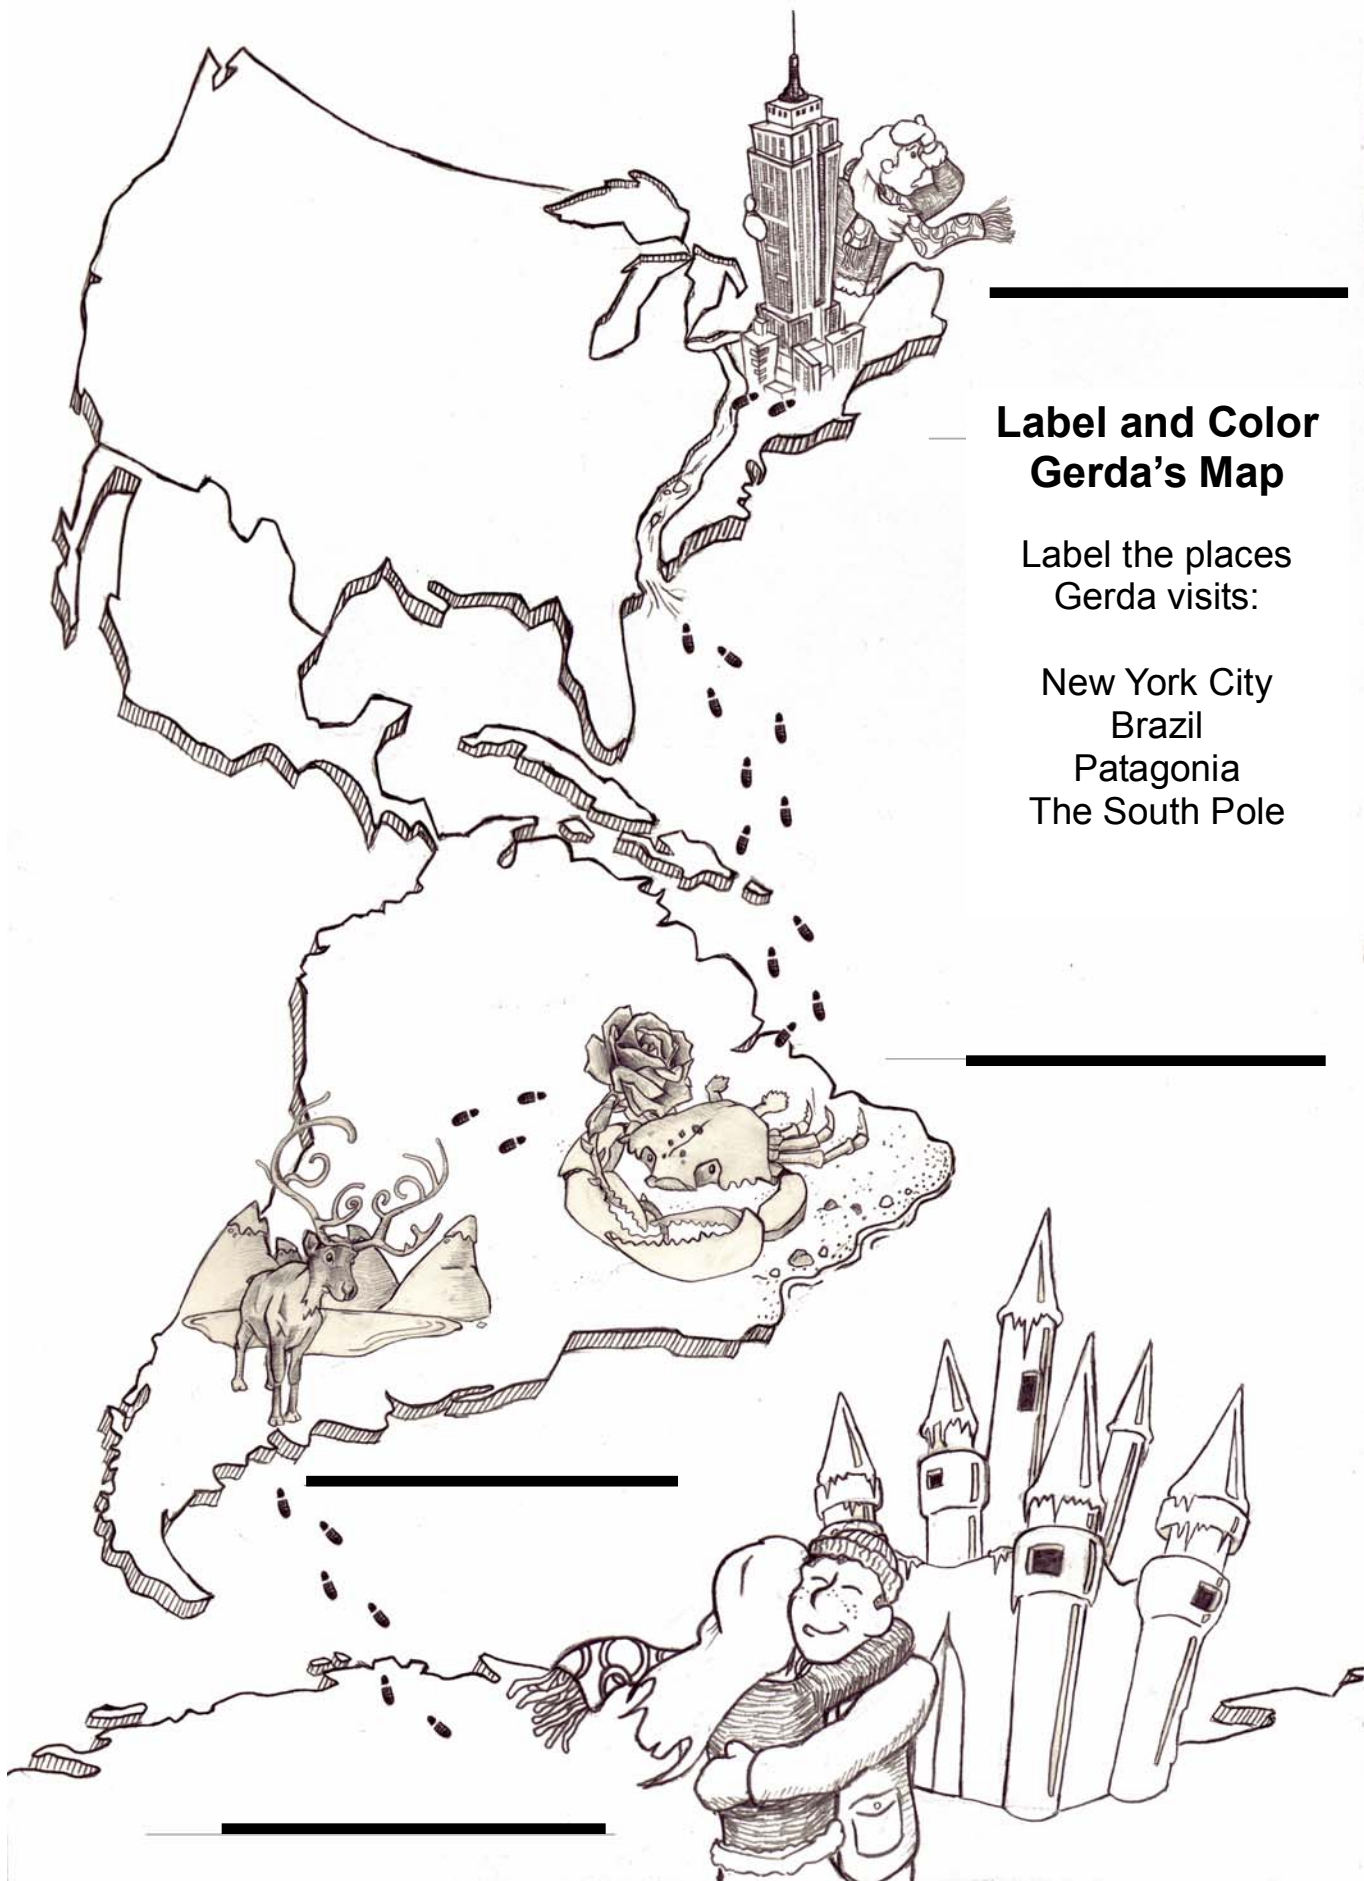 Label and Color
Gerda's Map
Label the places
Gerda visits:
New York City
Brazil
Patagonia
The South Pole